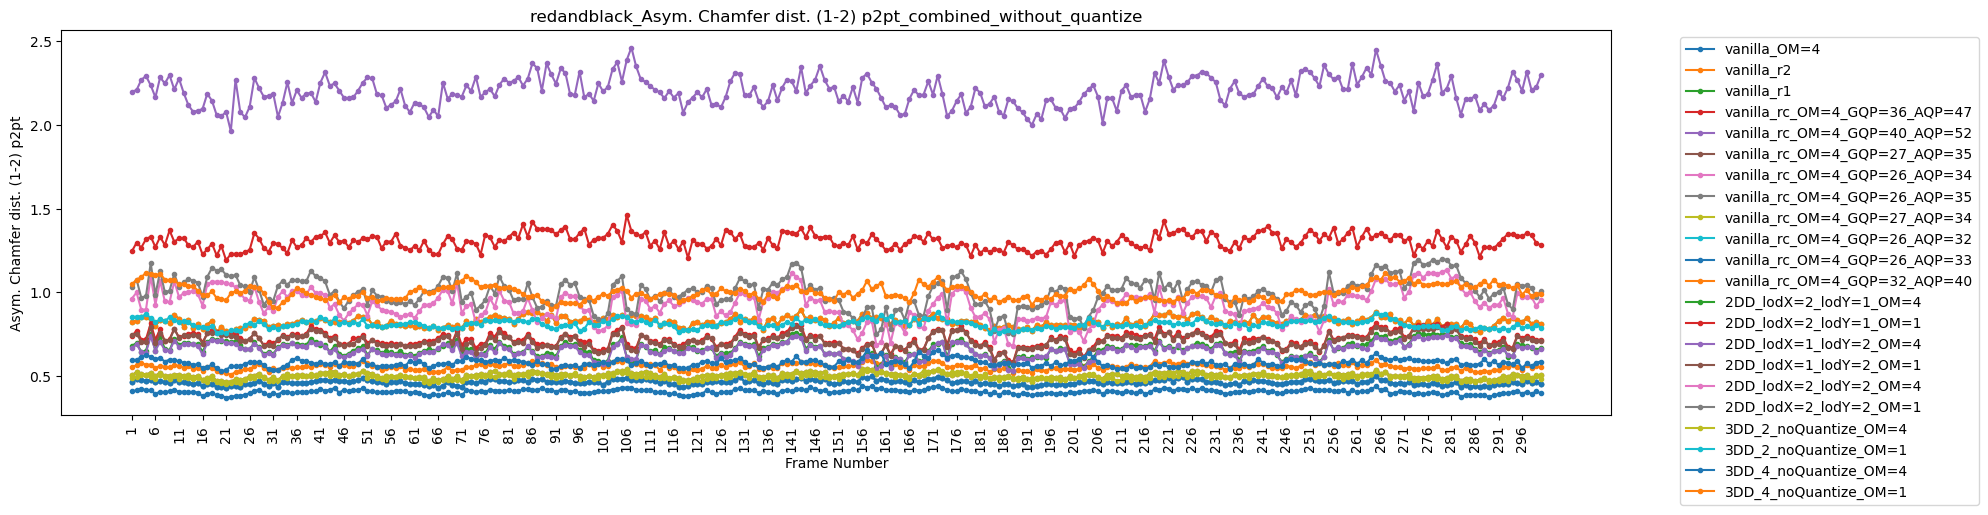 redandblack_Asym. Chamfer dist. (1-2) p2pt_combined_without_quantize
Asym. Chamfer dist. (1-2) p2pt
2.5
2.0
1.5
1.0
0.5
1 6 11 16 21 26 31 36 41 46 51 56 61 66 71 76 81 86 91 96 101 106 111 116 121 126 131 136 141 146 151 156 161 166 171 176 181 186 191 196 201 206 211 216 221 226 231 236 241 246 251 256 261 266 271 276 281 286 291 296
Frame Number
vanilla_OM=4
vanilla_r2
vanilla_r1
vanilla_rc_OM=4_GQP=36_AQP=47
vanilla_rc_OM=4_GQP=40_AQP=52
vanilla_rc_OM=4_GQP=27_AQP=35
vanilla_rc_OM=4_GQP=26_AQP=34
vanilla_rc_OM=4_GQP=26_AQP=35
vanilla_rc_OM=4_GQP=27_AQP=34
vanilla_rc_OM=4_GQP=26_AQP=32
vanilla_rc_OM=4_GQP=26_AQP=33
vanilla_rc_OM=4_GQP=32_AQP=40
2DD_lodX=2_lodY=1_OM=4
2DD_lodX=2_lodY=1_OM=1
2DD_lodX=1_lodY=2_OM=4
2DD_lodX=1_lodY=2_OM=1
2DD_lodX=2_lodY=2_OM=4
2DD_lodX=2_lodY=2_OM=1
3DD_2_noQuantize_OM=4
3DD_2_noQuantize_OM=1
3DD_4_noQuantize_OM=4
3DD_4_noQuantize_OM=1